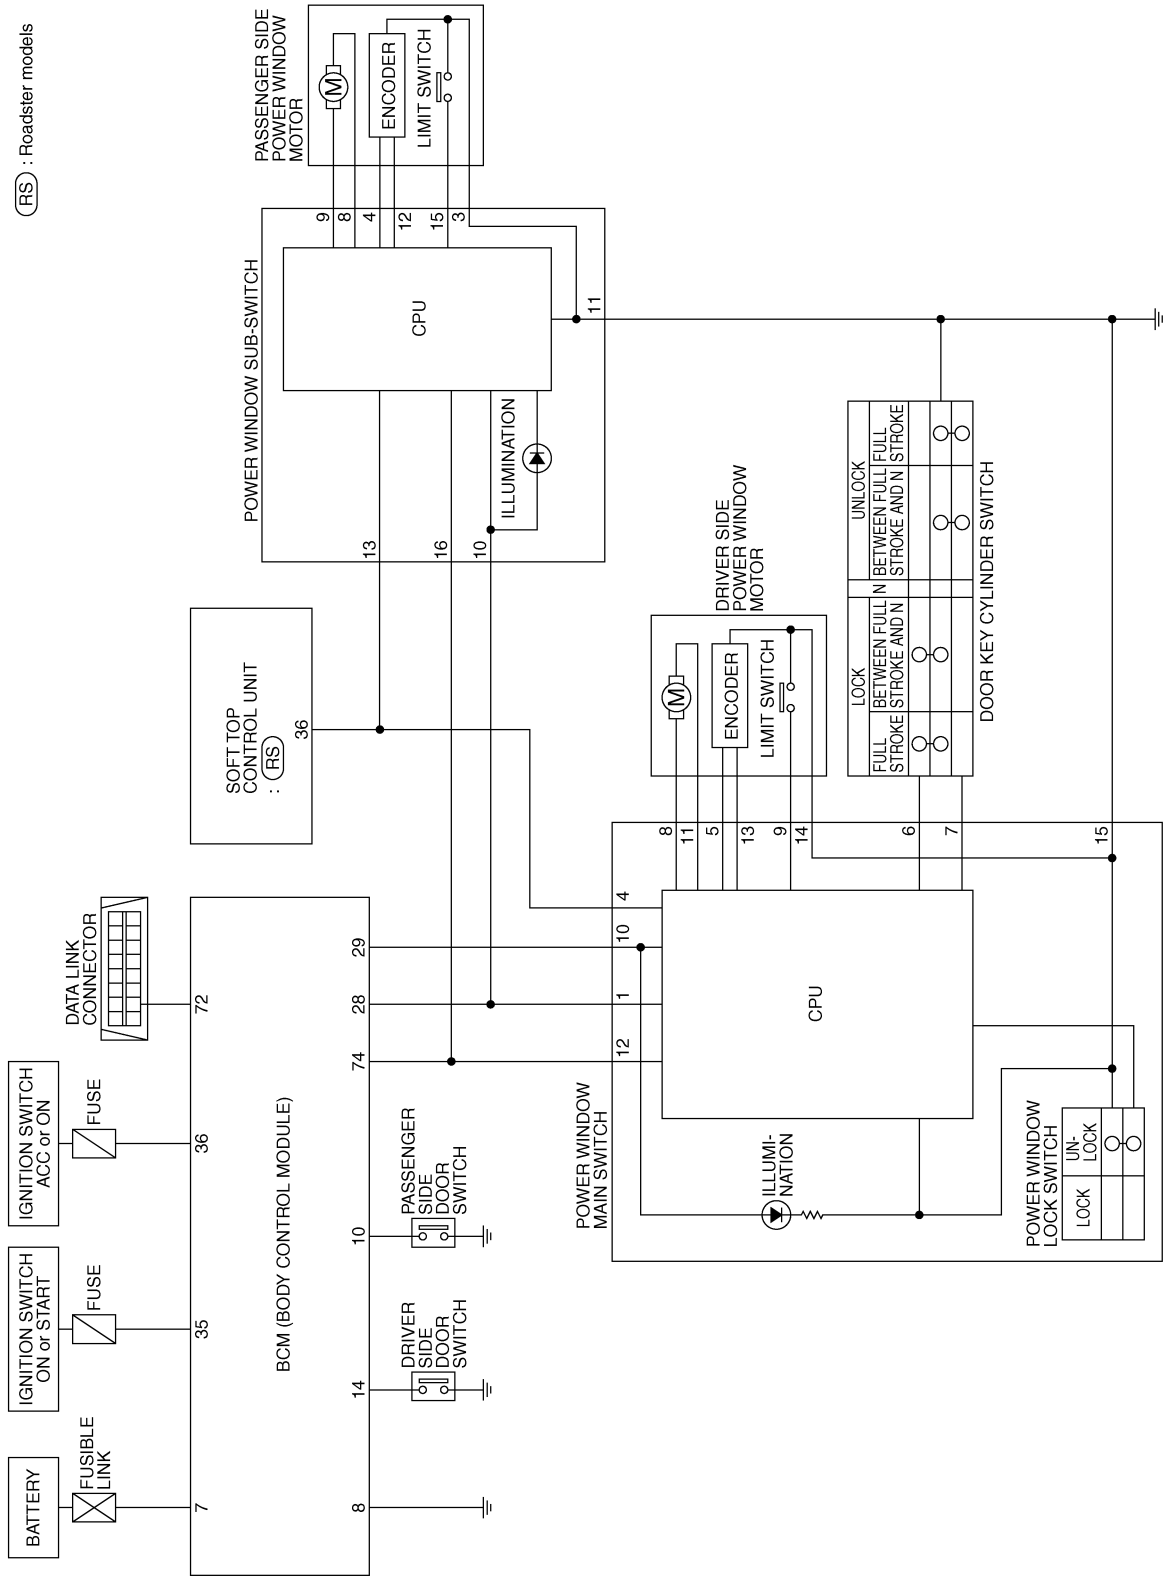 RS : Roadster models
BATTERY
FUSIBLE
LINK
IGNITION SWITCH
ON or START
FUSE
IGNITION SWITCH
ACC or ON
FUSE
DATA LINK
CONNECTOR
7
35
36
72
BCM (BODY CONTROL MODULE)
8
14
10
74
28
29
DRIVER
SIDE
DOOR
SWITCH
PASSENGER
SIDE
DOOR
SWITCH
SOFT TOP
CONTROL UNIT
: RS
36
POWER WINDOW SUB-SWITCH
13
16
10
ILLUMINATION
CPU
9
8
4
12
15
3
11
PASSENGER SIDE
POWER WINDOW
MOTOR
M
ENCODER
LIMIT SWITCH
POWER WINDOW
MAIN SWITCH
12
1
10
4
ILLUMI-
NATION
CPU
8
11
5
13
9
14
6
7
15
POWER WINDOW
LOCK SWITCH
LOCK
UN-
LOCK
DRIVER SIDE
POWER WINDOW
MOTOR
M
ENCODER
LIMIT SWITCH
LOCK
UNLOCK
FULL
STROKE
BETWEEN FULL
STROKE AND N
N
BETWEEN FULL
STROKE AND N
FULL
STROKE
DOOR KEY CYLINDER SWITCH